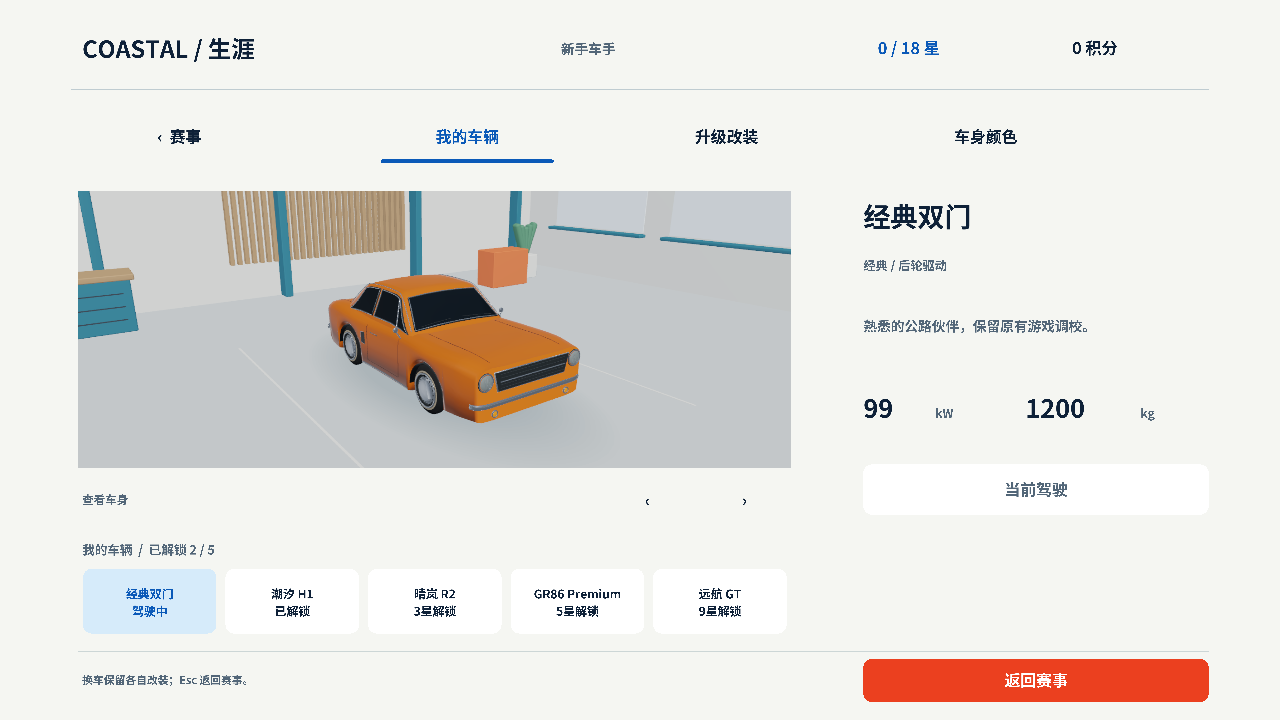 COASTAL / 生涯
新手车手
0 / 18 星
0 积分
‹ 赛事
我的车辆
升级改装
车身颜色
经典双门
经典 / 后轮驱动
熟悉的公路伙伴，保留原有游戏调校。
99 kW
1200 kg
当前驾驶
查看车身
‹
›
我的车辆 / 已解锁 2 / 5
经典双门
驾驶中
潮汐 H1
已解锁
晴岚 R2
3星解锁
GR86 Premium
5星解锁
远航 GT
9星解锁
换车保留各自改装；Esc 返回赛事。
返回赛事